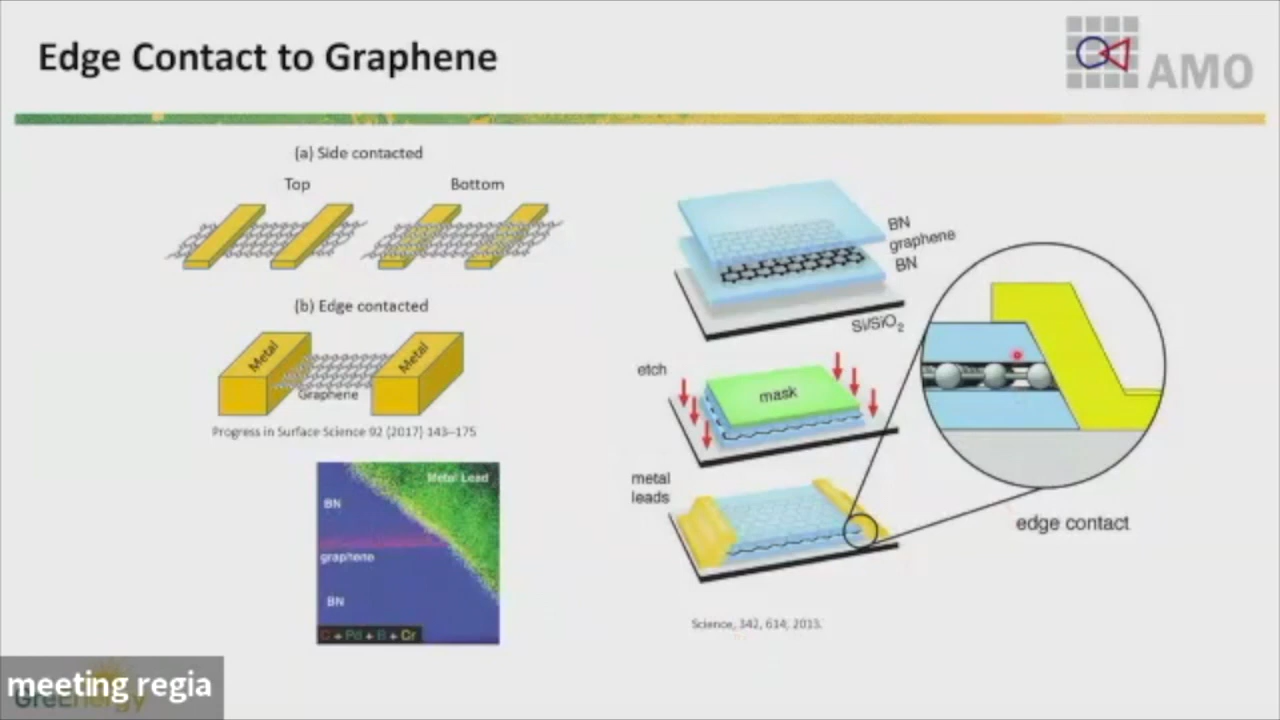 Edge Contact to Graphene
AMO
(a) Side contacted
Top
Bottom
(b) Edge contacted
Metal
Metal
Graphene
Progress in Surface Science 92 (2017) 143–175
Metal Lead
BN
graphene
BN
C + Pd + B + Cr
BN
graphene
BN
Si/SiO2
etch
mask
metal
leads
edge contact
Science, 342, 614, 2013.
meeting regia
GreEnergy